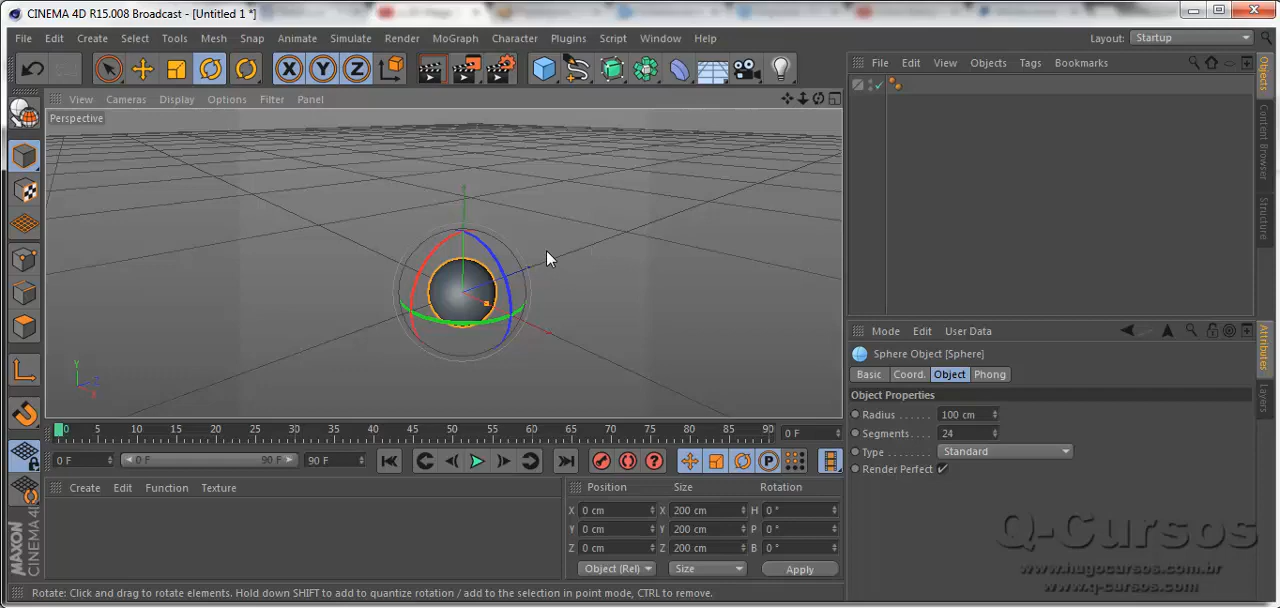 CINEMA 4D R15.008 Broadcast - [Untitled 1 *]
File Edit Create Select Tools Mesh Snap Animate Simulate Render MoGraph Character Plugins Script Window Help
Layout: Startup
X Y Z
File Edit View Objects Tags Bookmarks
View Cameras Display Options Filter Panel
Perspective
Y
Z
X
0 5 10 15 20 25 30 35 40 45 50 55 60 65 70 75 80 85 90
0 F
0 F 0 F 90 F 90 F
P
Create Edit Function Texture
Position Size Rotation
X 0 cm X 200 cm H 0 °
Y 0 cm Y 200 cm P 0 °
Z 0 cm Z 200 cm B 0 °
Object (Rel) Size Apply
MAXON
CINEMA 4D
Rotate: Click and drag to rotate elements. Hold down SHIFT to add to quantize rotation / add to the selection in point mode, CTRL to remove.
Objects
Content Browser
Structure
Mode Edit User Data
Sphere Object [Sphere]
Basic Coord. Object Phong
Object Properties
Radius 100 cm
Segments 24
Type Standard
Render Perfect
Attributes
Layers
Q-Cursos
www.hugocursos.com.br
www.q-cursos.com